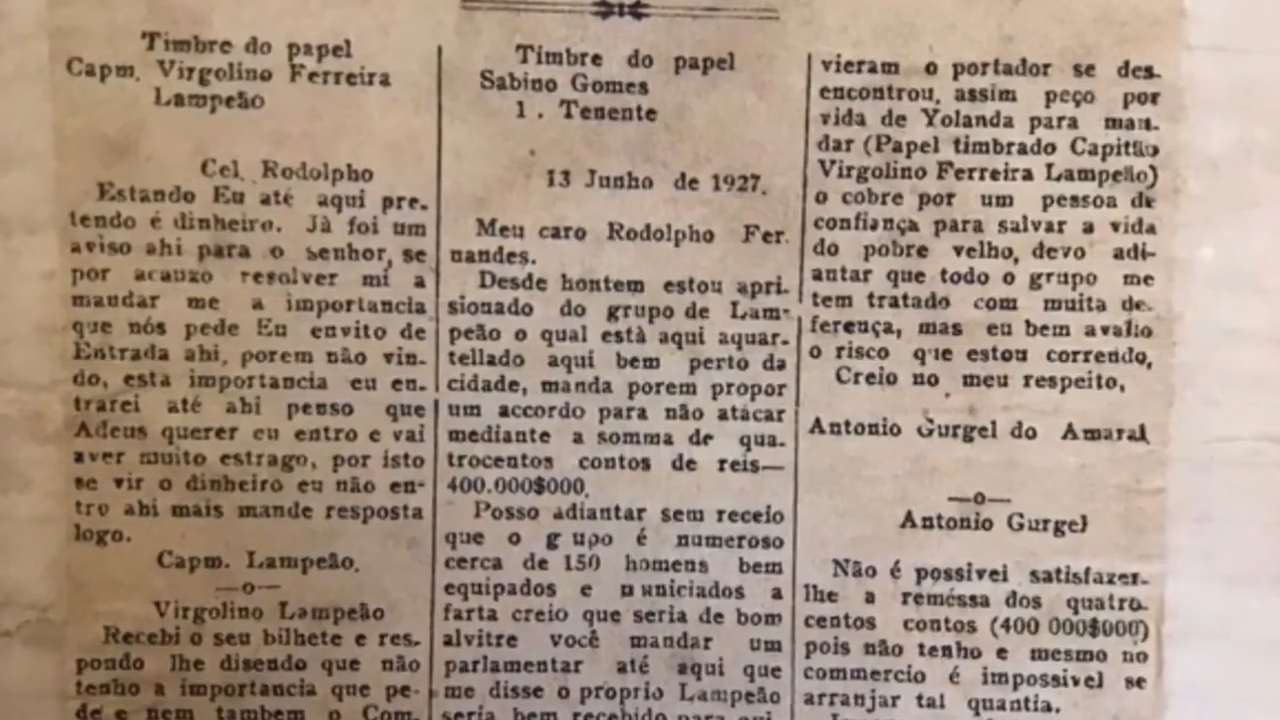 Timbre do papel
Capm. Virgolino Ferreira
Lampeão
Cel. Rodolpho
Estando Eu até aqui pre-
tendo é dinheiro. Jà foi um
aviso ahi para o senhor, se
por acauzo resolver mi a
mandar me a importancia
que nós pede Eu envito de
Entrada ahi, porem não vin-
do, esta importancia eu en-
trarei até ahi penso que
Adeus querer eu entro e vai
aver muito estrago, por isto
se vir o dinheiro eu não en-
tro ahi mais mande resposta
logo.
Capm. Lampeão.
—o—
Virgolino Lampeão
Recebi o seu bilhete e res-
pondo lhe disendo que não
tenho a importancia que pe-
de e nem tambem o Com.
Timbre do papel
Sabino Gomes
1. Tenente
13 Junho de 1927.
Meu caro Rodolpho Fer.
nandes.
Desde hontem estou apri-
sionado do grupo de Lam-
peão o qual està aqui aquar-
tellado aqui bem perto da
cidade, manda porem propor
um accordo para não atacar
mediante a somma de qua-
trocentos contos de reis—
400.000$000.
Posso adiantar sem receio
que o g upo é numeroso
cerca de 150 homens bem
equipados e municiados a
farta creio que seria de bom
alvitre você mandar um
parlamentar até aqui que
me disse o proprio Lampeão
seria bem recebido para
vieram o portador se des-
encontrou, assim peço por
vida de Yolanda para man-
dar (Papel timbrado Capitão
Virgolino Ferreira Lampeão)
o cobre por um pessoa de
confiança para salvar a vida
do pobre velho, devo adi-
antar que todo o grupo me
tem tratado com muita de-
ferença, mas eu bem avalio
o risco que estou correndo,
Creio no meu respeito,
Antonio Gurgel do Amaral
—o—
Antonio Gurgel
Não é possivei satisfazer-
lhe a reméssa dos quatro-
centos contos (400 000$000)
pois não tenho e mesmo no
commercio é impossivel se
arranjar tal quantia.